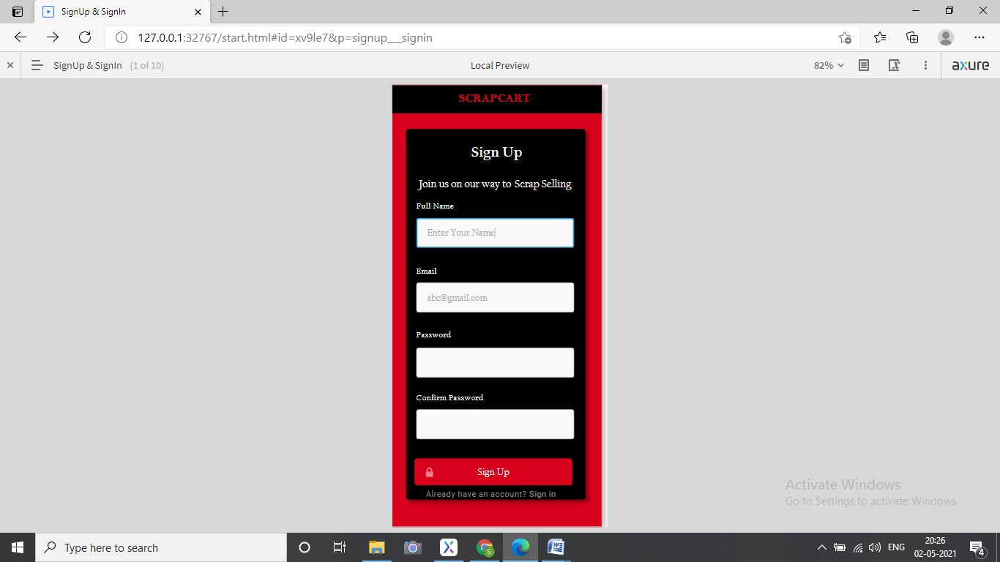 SignUp & SignIn
127.0.0.1:32767/start.html#id=xv9le7&p=signup___signin
SignUp & SignIn (1 of 10)
Local Preview
82%
axure
SCRAPCART
Sign Up
Join us on our way to Scrap Selling
Full Name
Enter Your Name
Email
abc@gmail.com
Password
Confirm Password
Sign Up
Already have an account? Sign in
Activate Windows
Go to Settings to activate Windows.
Type here to search
S
W
ENG
20:26
02-05-2021
4